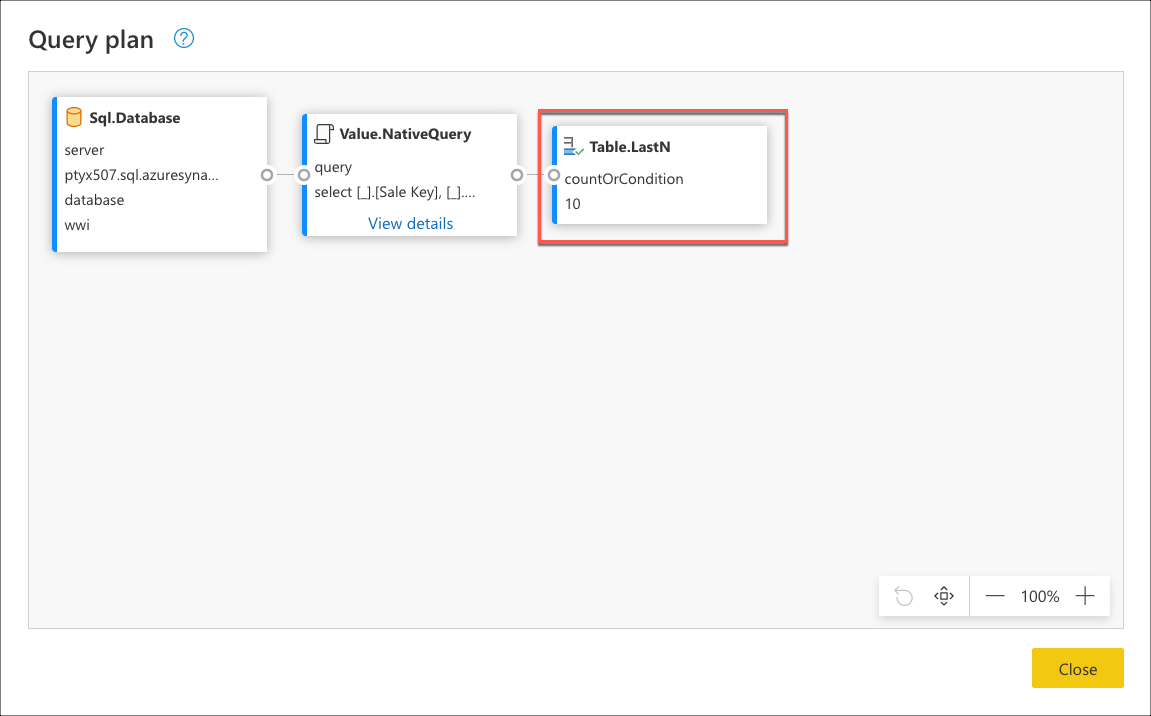 Query plan
?
Sql.Database
server
ptyx507.sql.azuresyna...
database
wwi
Value.NativeQuery
query
select [_].[Sale Key], [_]....
View details
Table.LastN
countOrCondition
10
100%
Close